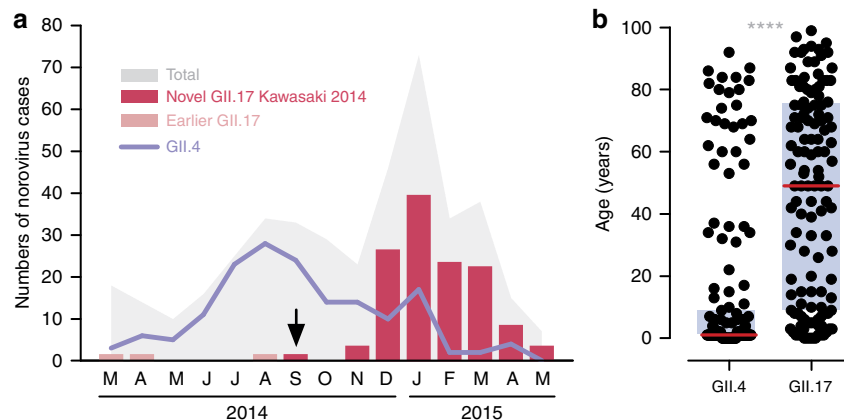 a
Numbers of norovirus cases
80
70
60
50
40
30
20
10
0
Total
Novel GII.17 Kawasaki 2014
Earlier GII.17
GII.4
M A M J J A S O N D J F M A M
2014 2015
b
****
Age (years)
100
80
60
40
20
0
GII.4 GII.17